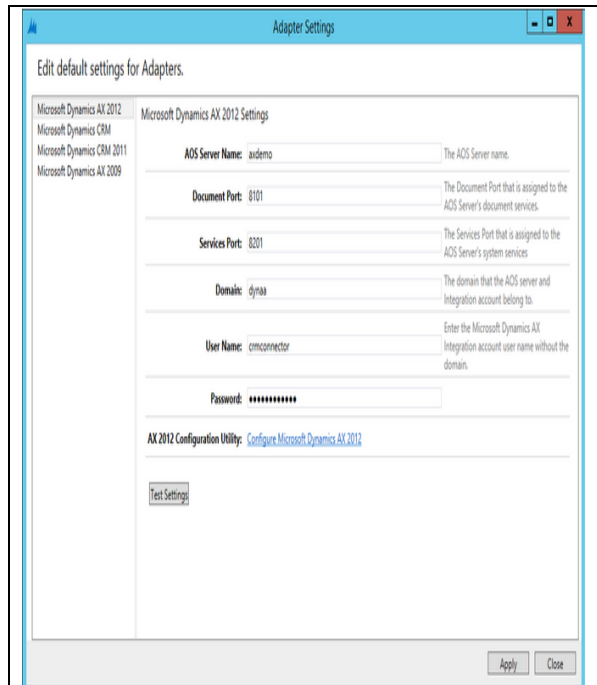 Adapter Settings
Edit default settings for Adapters.
Microsoft Dynamics AX 2012
Microsoft Dynamics CRM
Microsoft Dynamics CRM 2011
Microsoft Dynamics AX 2009
Microsoft Dynamics AX 2012 Settings
AOS Server Name: axdemo
The AOS Server name.
Document Port: 8101
The Document Port that is assigned to the
AOS Server's document services.
Services Port: 8201
The Services Port that is assigned to the
AOS Server's system services
Domain: dynaa
The domain that the AOS server and
Integration account belong to.
User Name: crmconnector
Enter the Microsoft Dynamics AX
Integration account user name without the
domain.
Password: ••••••••••••
AX 2012 Configuration Utility: Configure Microsoft Dynamics AX 2012
Test Settings
Apply
Close